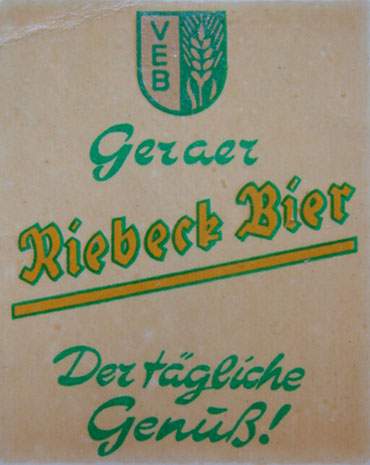 VEB
Geraer
Riebeck Bier
Der tägliche
Genuß!